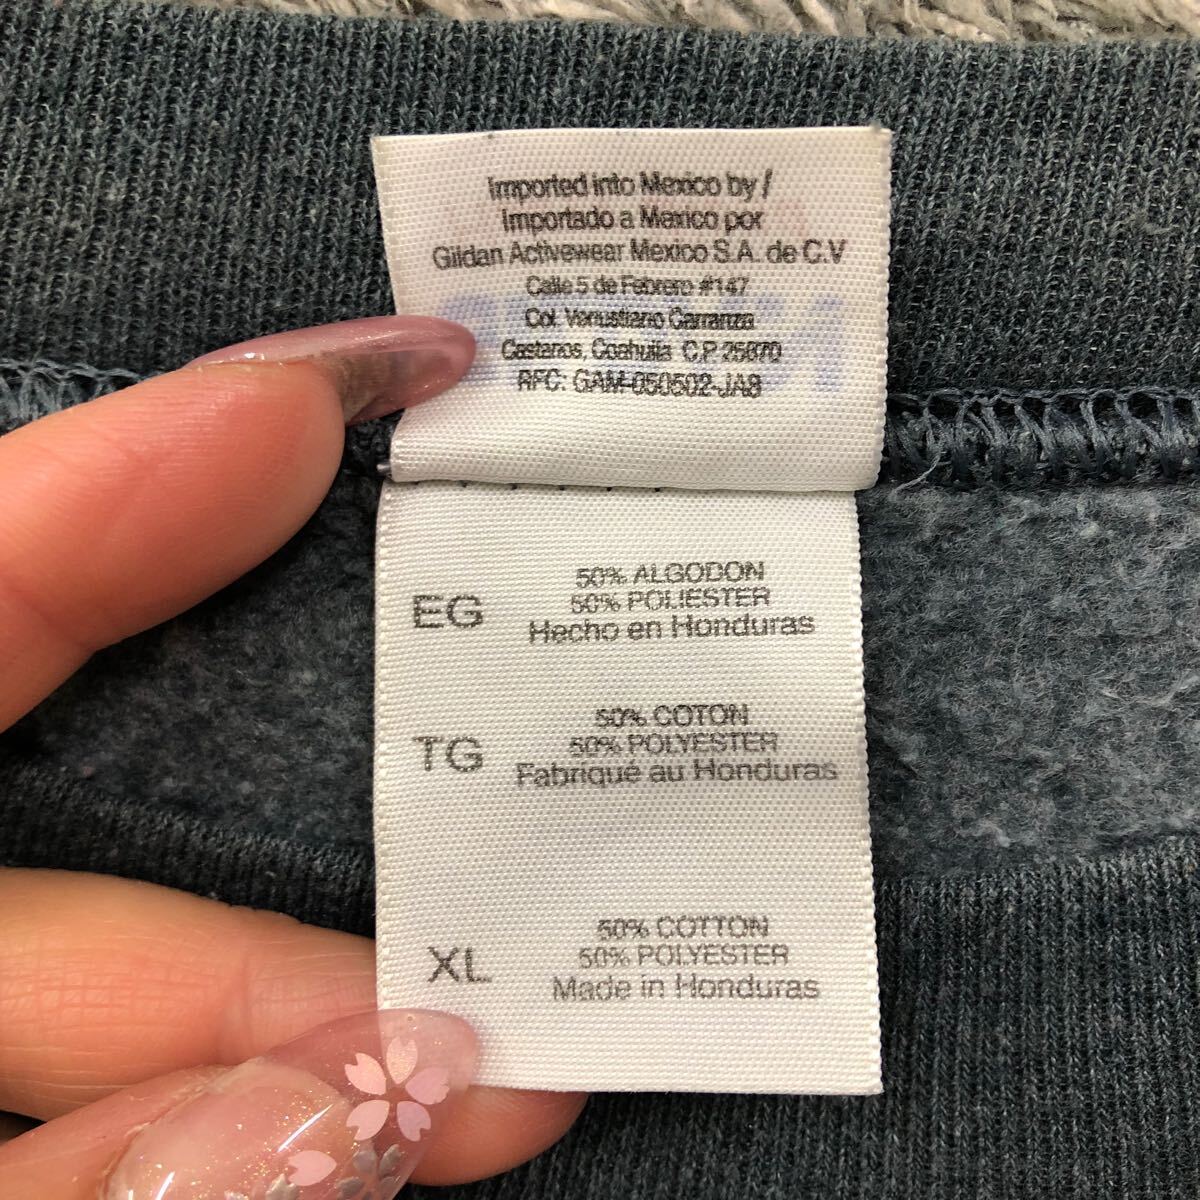 Imported into Mexico by /
Importado a Mexico por
Gildan Activewear Mexico S.A. de C.V
Calle 5 de Febrero #147
Col. Venustiano Carranza
Castanos, Coahuila C.P 25870
RFC: GAM-050502-JA8
EG
50% ALGODON
50% POLIESTER
Hecho en Honduras
TG
50% COTON
50% POLYESTER
Fabriqué au Honduras
XL
50% COTTON
50% POLYESTER
Made in Honduras